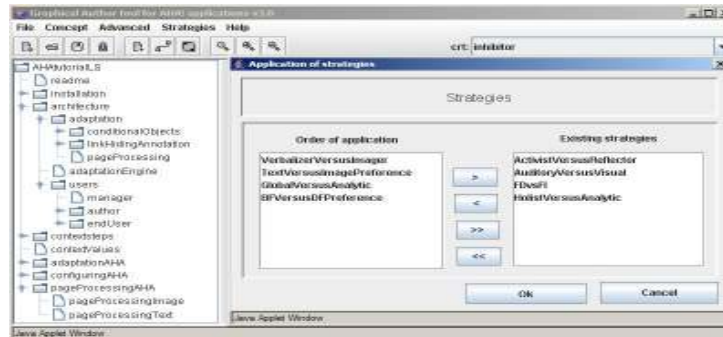 Graphical Author tool for AHA! applications v3.0
File Concept Advanced Strategies Help
crt: inhibitor
AHAtutorialLS
readme
installation
architecture
adaptation
conditionalObjects
linkHidingAnnotation
pageProcessing
adaptationEngine
users
manager
author
endUser
contextsteps
contextValues
adaptationAHA
configuringAHA
pageProcessingAHA
pageProcessingImage
pageProcessingText
Java Applet Window
Application of strategies
Strategies
Order of application
VerbalizerVersusImager
TextVersusImagePreference
GlobalVersusAnalytic
BFVersusDFPreference
>
<
>>
<<
Existing strategies
ActivistVersusReflector
AuditoryVersusVisual
FDvsFI
HolistVersusAnalytic
Ok Cancel
Java Applet Window